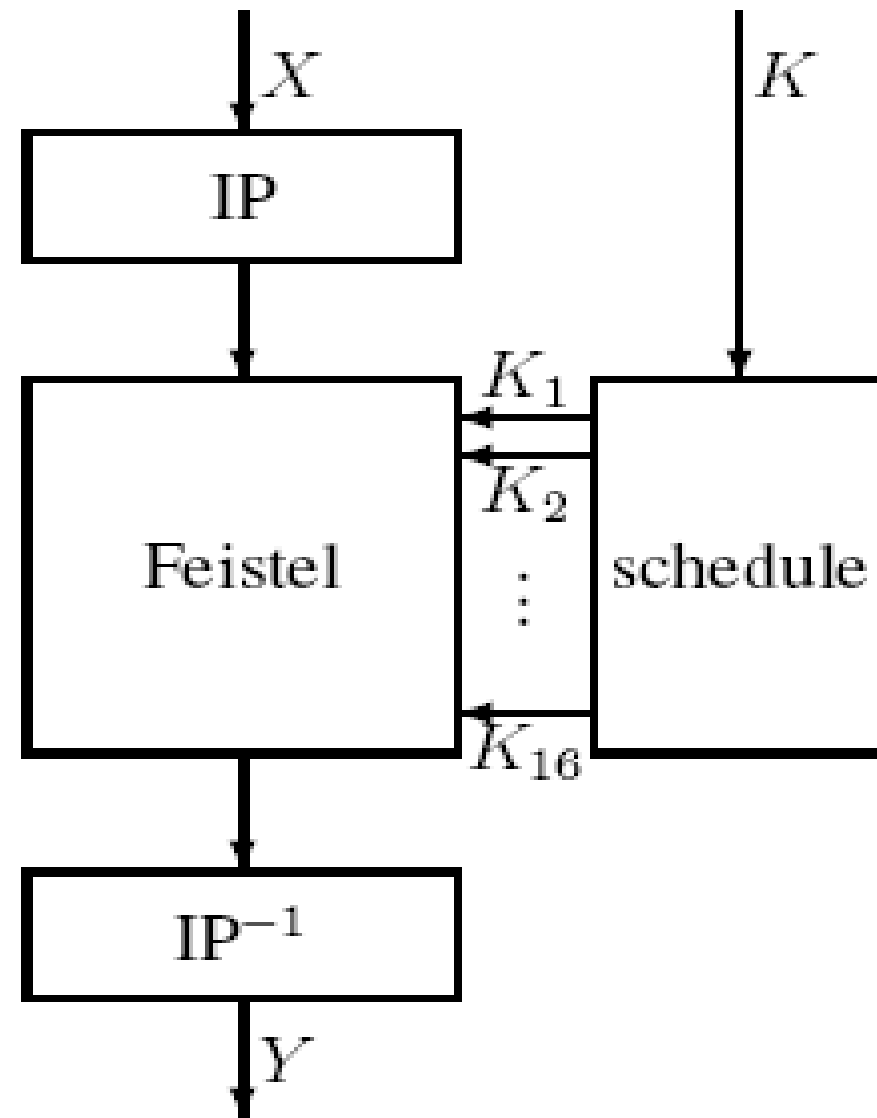 X
K
IP
K₁
K₂
Feistel
⋮
schedule
K₁₆
IP⁻¹
Y